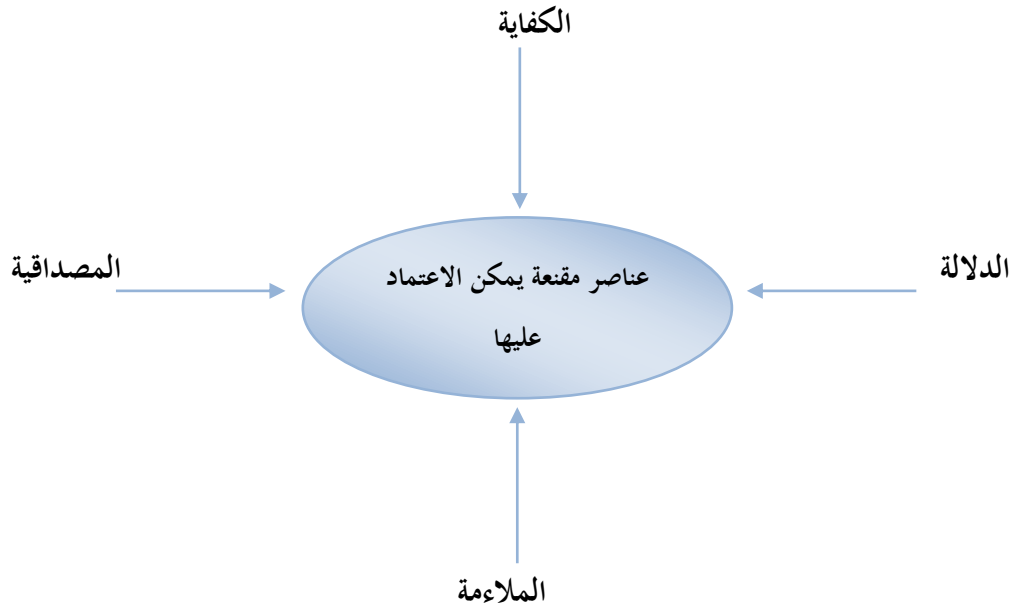 الكفاية
الدلالة
عناصر مقنعة يمكن الاعتماد
عليها
المصداقية
الملاءمة